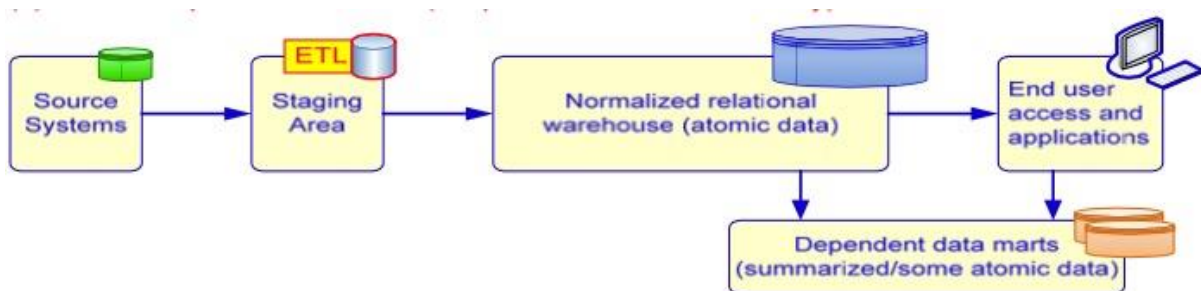 ETL
Source
Systems
Staging
Area
Normalized relational
warehouse (atomic data)
End user
access and
applications
Dependent data marts
(summarized/some atomic data)